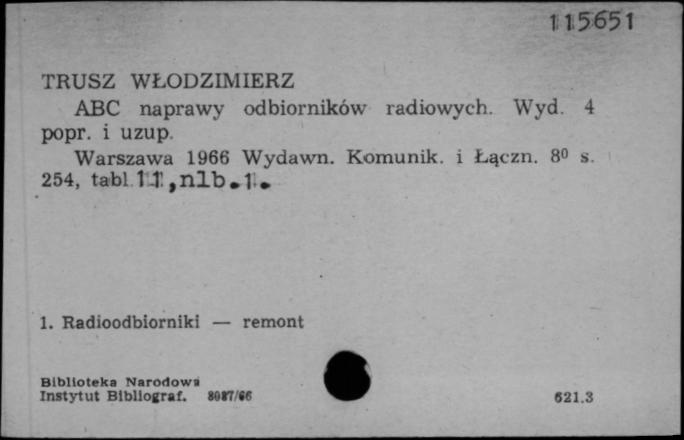 115651
TRUSZ WŁODZIMIERZ
ABC naprawy odbiorników radiowych. Wyd. 4
popr. i uzup.
Warszawa 1966 Wydawn. Komunik. i Łączn. 8⁰ s.
254, tabl. 11, nlb. 1.
1. Radioodbiorniki — remont
Biblioteka Narodowa
Instytut Bibliograf. 8087/66
621.3